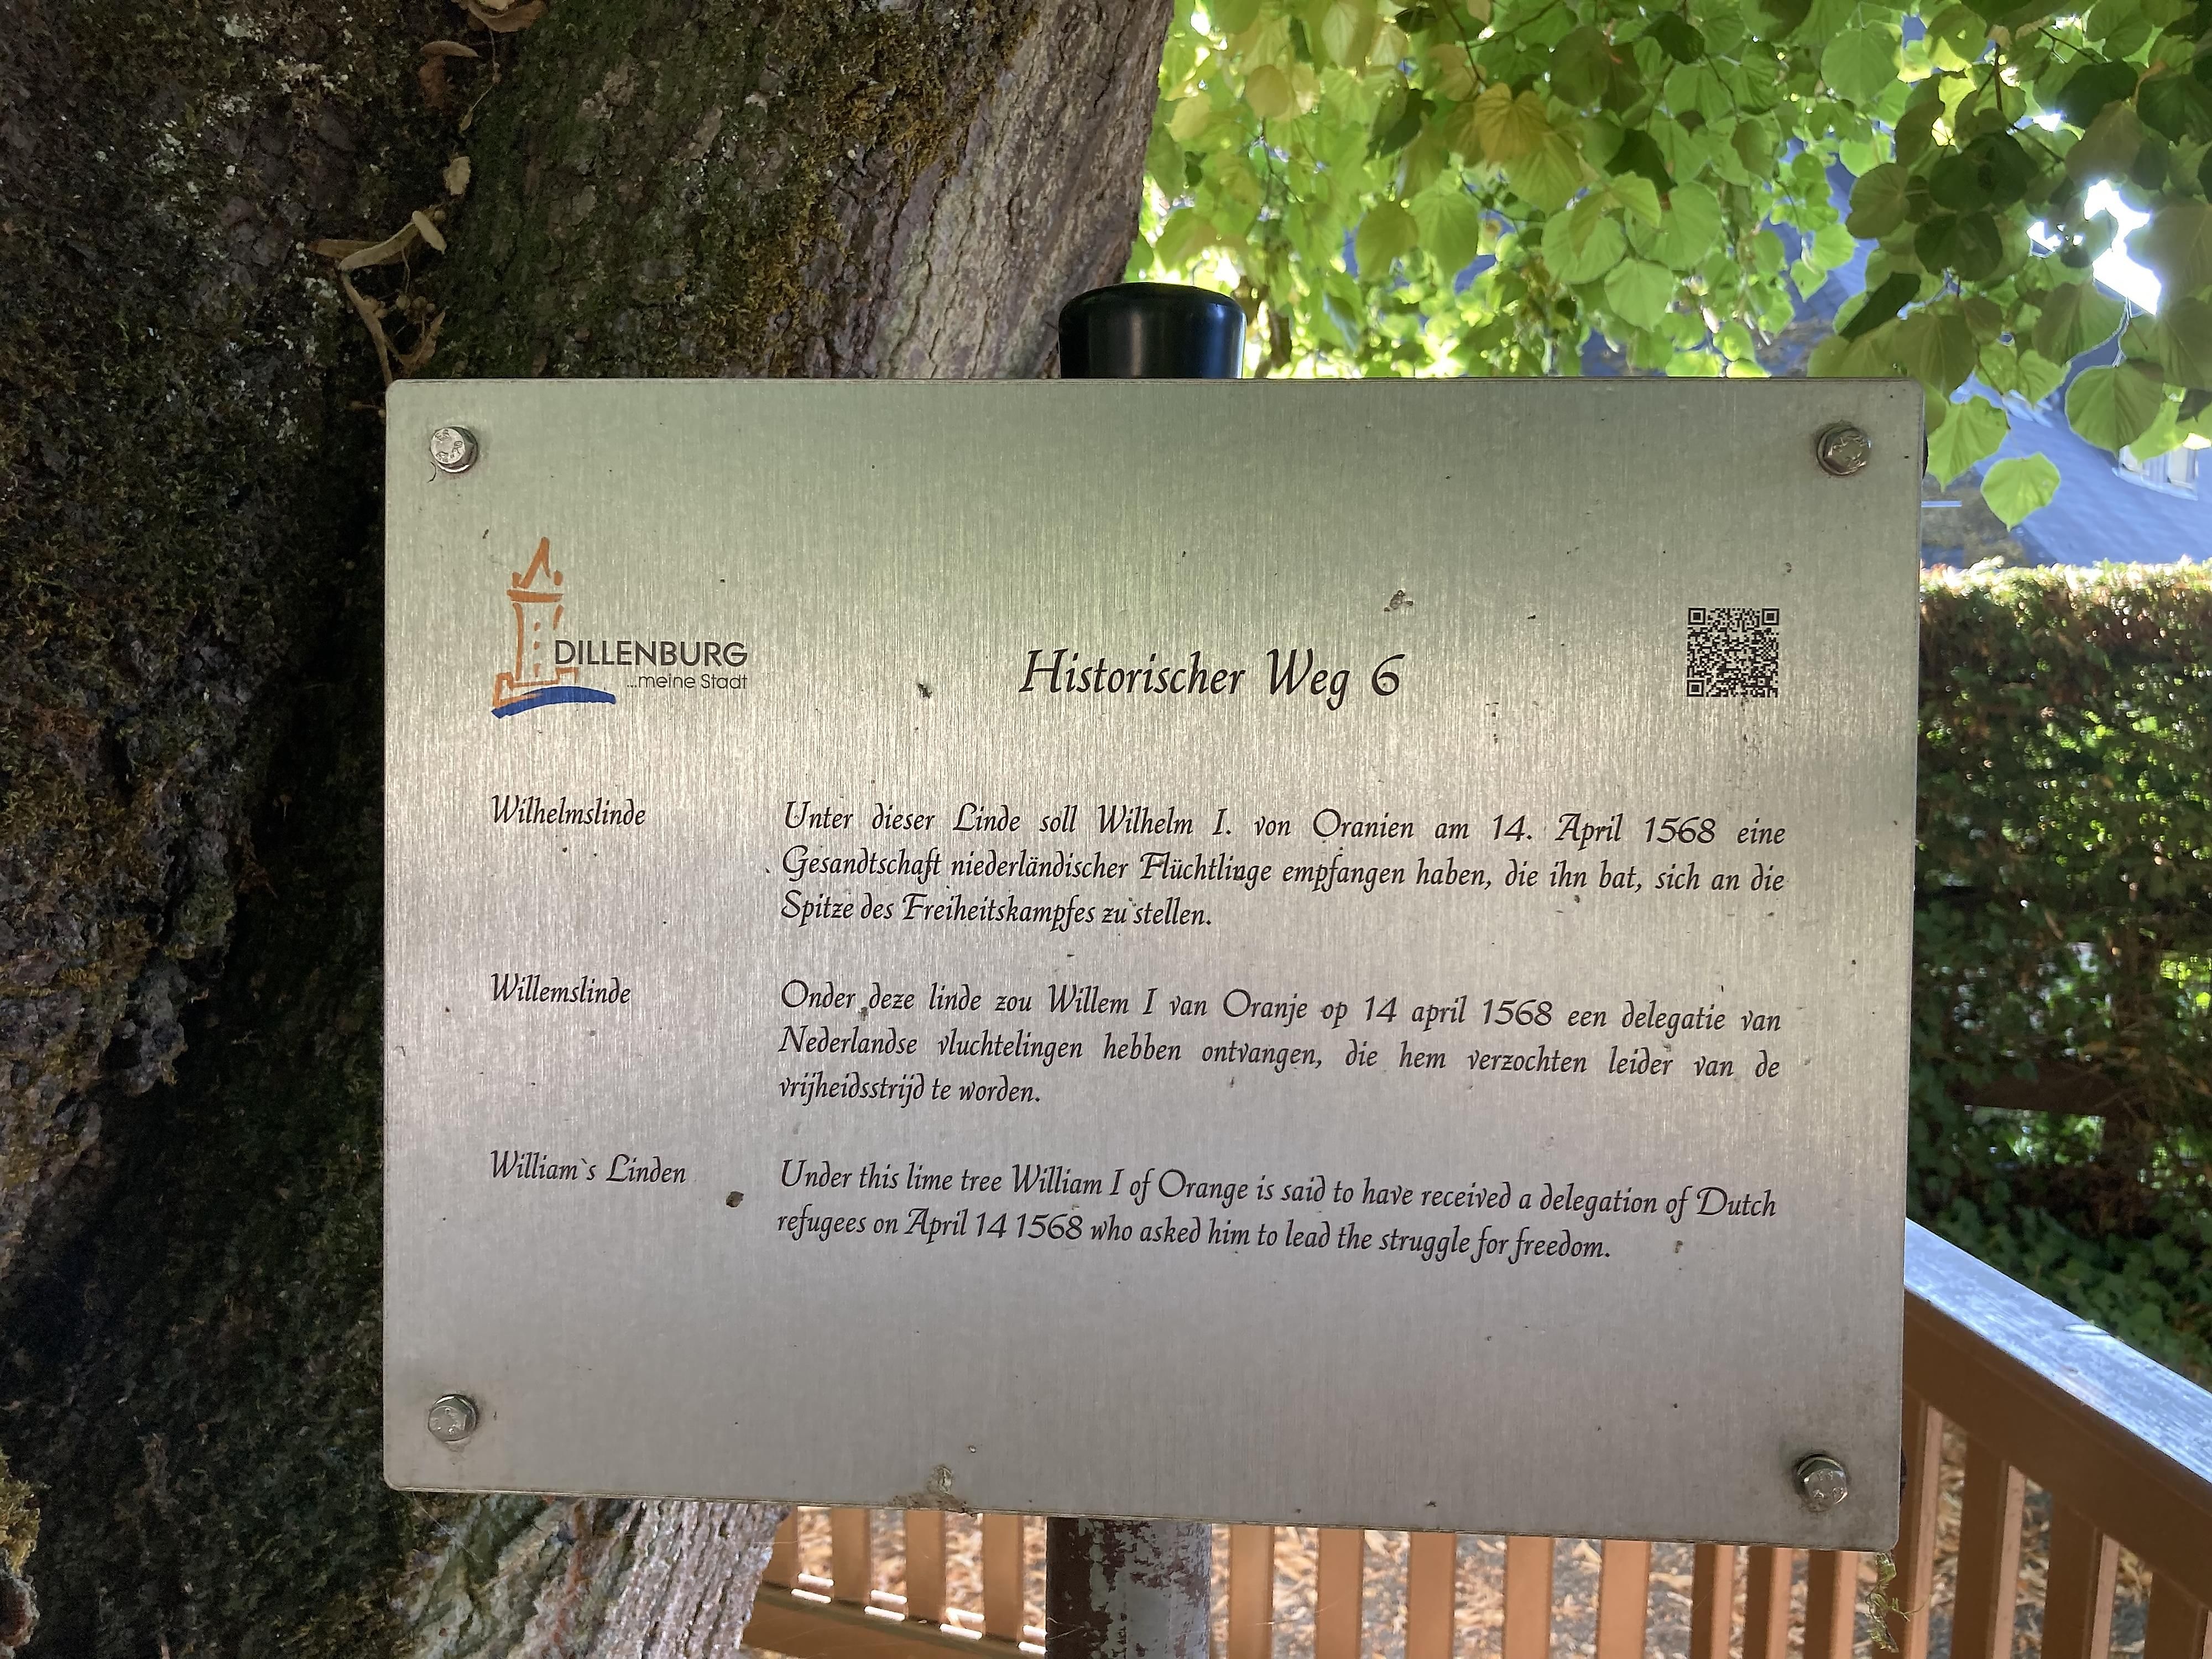 DILLENBURG
...meine Stadt
Historischer Weg 6
Wilhelmslinde
Unter dieser Linde soll Wilhelm I. von Oranien am 14. April 1568 eine
Gesandtschaft niederländischer Flüchtlinge empfangen haben, die ihn bat, sich an die
Spitze des Freiheitskampfes zu stellen.
Willemslinde
Onder deze linde zou Willem I van Oranje op 14 april 1568 een delegatie van
Nederlandse vluchtelingen hebben ontvangen, die hem verzochten leider van de
vrijheidsstrijd te worden.
William`s Linden
Under this lime tree William I of Orange is said to have received a delegation of Dutch
refugees on April 14 1568 who asked him to lead the struggle for freedom.